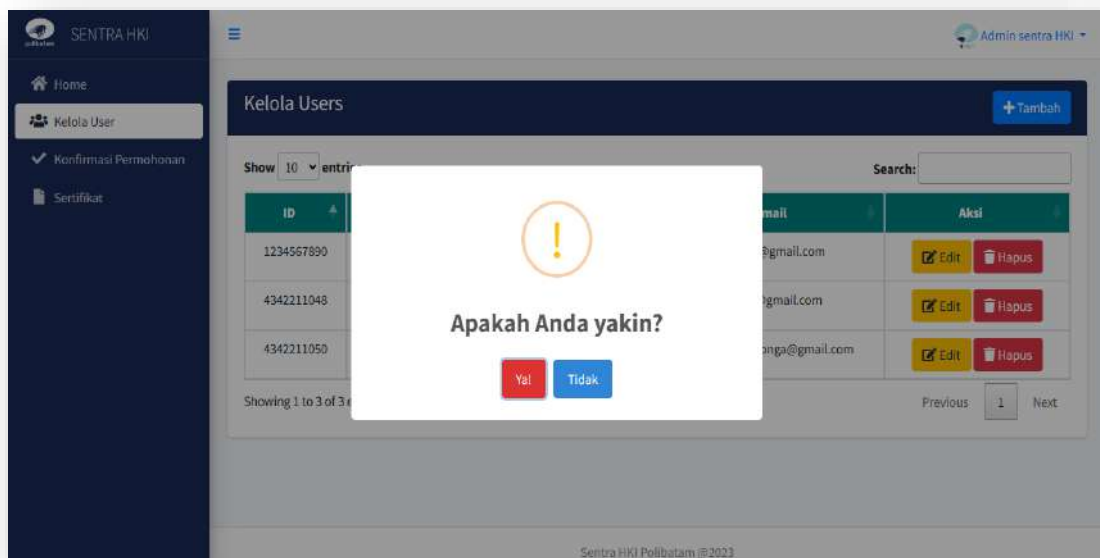 SENTRA HKI
Admin sentra HKI
Home
Kelola User
Konfirmasi Permohonan
Sertifikat
Kelola Users
Tambah
Show 10 entries
Search:
ID
mail
Aksi
1234567890
@gmail.com
Edit
Hapus
4342211048
@gmail.com
Edit
Hapus
4342211050
onga@gmail.com
Edit
Hapus
Apakah Anda yakin?
Ya!
Tidak
Showing 1 to 3 of 3 e
Previous 1 Next
Sentra HKI Polibatam @2023